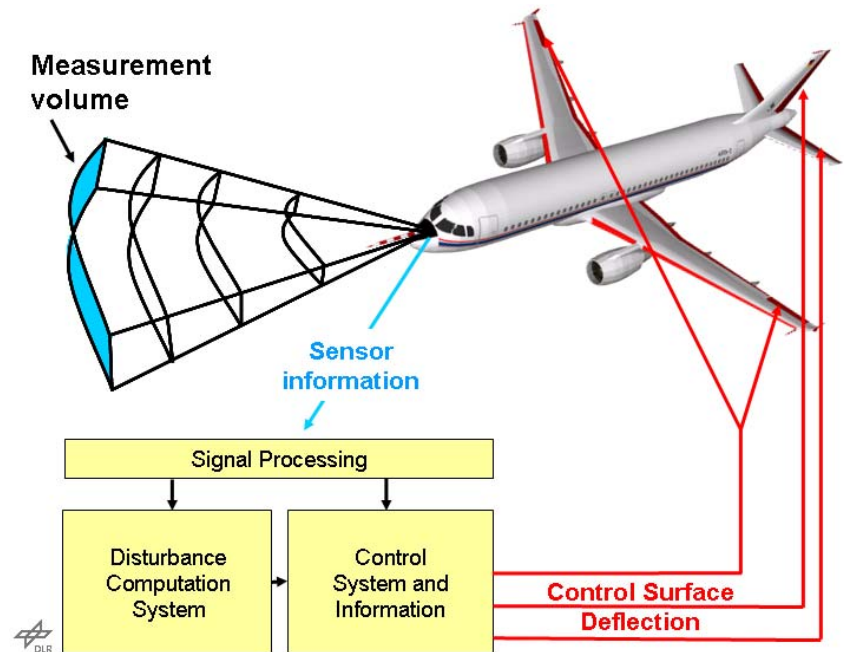 Measurement
volume
Sensor
information
Signal Processing
Disturbance
Computation
System
Control
System and
Information
Control Surface
Deflection
DLR